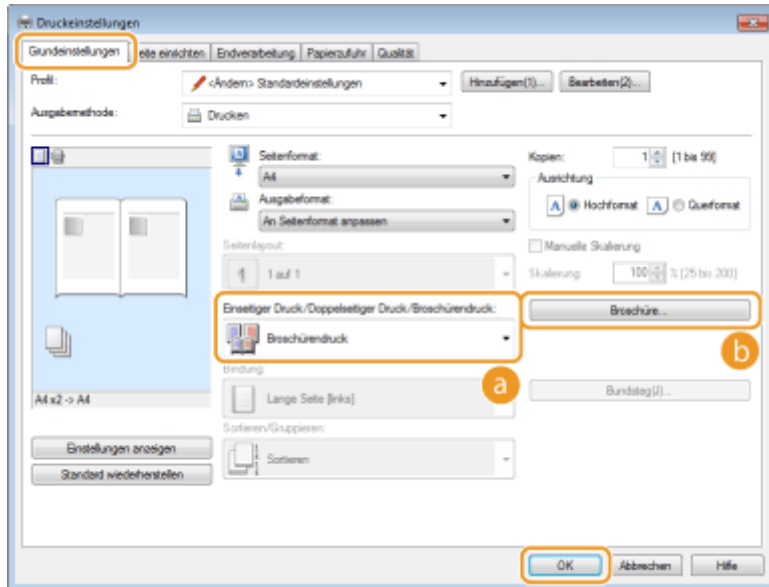 Druckeinstellungen
Grundeinstellungen Seite einrichten Endverarbeitung Papierzufuhr Qualität
Profil: <Ändern> Standardeinstellungen Hinzufügen(1)... Bearbeiten(2)...
Ausgabemethode: Drucken
Seitenformat: Kopien: 1 [1 bis 99]
A4 Ausrichtung
Ausgabeformat: A Hochformat A Querformat
An Seitenformat anpassen
Seitenlayout: Manuelle Skalierung
1 auf 1 Skalierung: 100 % [25 bis 200]
Einseitiger Druck/Doppelseitiger Druck/Broschürendruck: Broschüre...
Broschürendruck b
a
Bindung:
Lange Seite [links] Bundsteg(J)...
A4 x2 -> A4
Sortieren/Gruppieren:
Einstellungen anzeigen Sortieren
Standard wiederherstellen
OK Abbrechen Hilfe